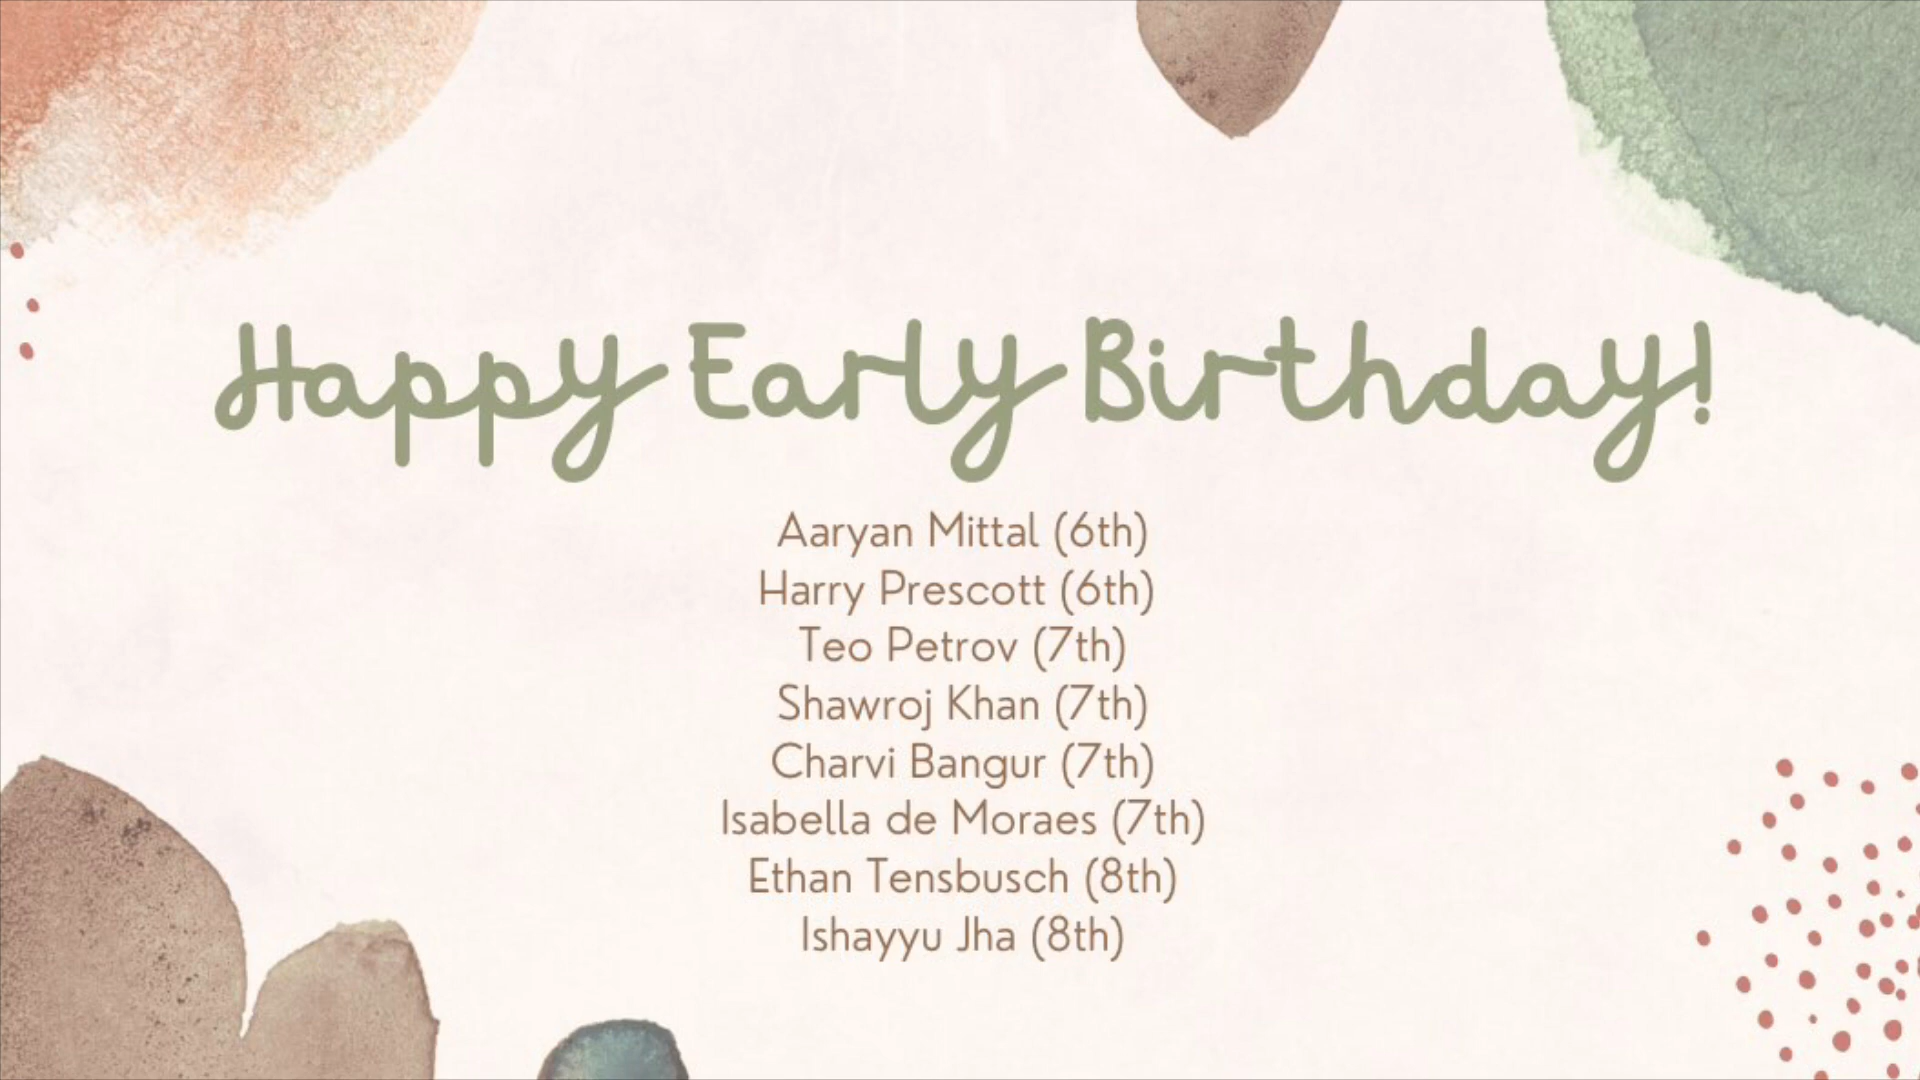 Happy Early Birthday!
Aaryan Mittal (6th)
Harry Prescott (6th)
Teo Petrov (7th)
Shawroj Khan (7th)
Charvi Bangur (7th)
Isabella de Moraes (7th)
Ethan Tensbusch (8th)
Ishayyu Jha (8th)